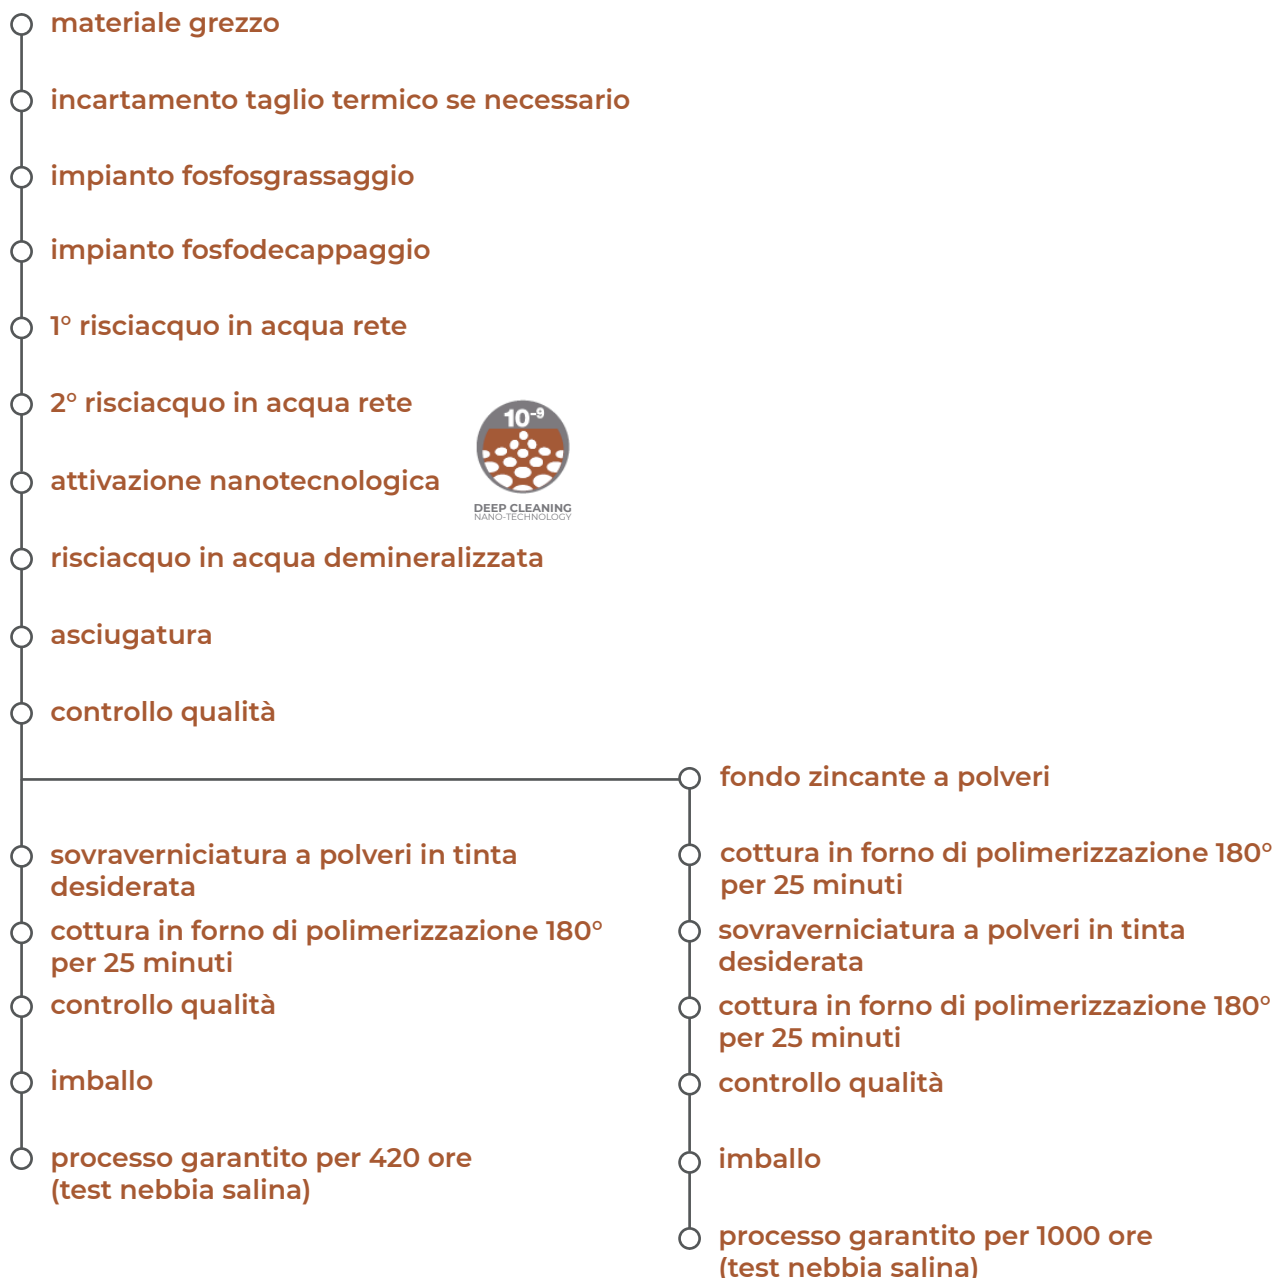 materiale grezzo
incartamento taglio termico se necessario
impianto fosfosgrassaggio
impianto fosfodecappaggio
1° risciacquo in acqua rete
2° risciacquo in acqua rete
10-9
attivazione nanotecnologica
DEEP CLEANING
NANO-TECHNOLOGY
risciacquo in acqua demineralizzata
asciugatura
controllo qualità
sovraverniciatura a polveri in tinta
desiderata
cottura in forno di polimerizzazione 180°
per 25 minuti
controllo qualità
imballo
processo garantito per 420 ore
(test nebbia salina)
fondo zincante a polveri
cottura in forno di polimerizzazione 180°
per 25 minuti
sovraverniciatura a polveri in tinta
desiderata
cottura in forno di polimerizzazione 180°
per 25 minuti
controllo qualità
imballo
processo garantito per 1000 ore
(test nebbia salina)